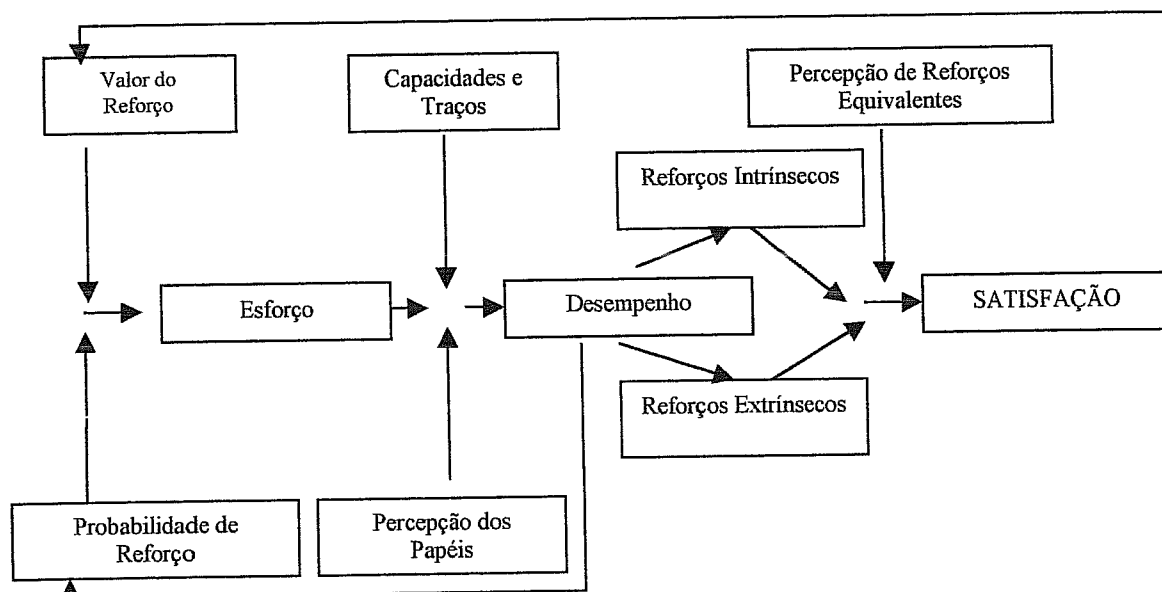 Valor do
Reforço
Capacidades e
Traços
Percepção de Reforços
Equivalentes
Reforços Intrínsecos
Esforço
Desempenho
SATISFAÇÃO
Reforços Extrínsecos
Probabilidade de
Reforço
Percepção dos
Papéis